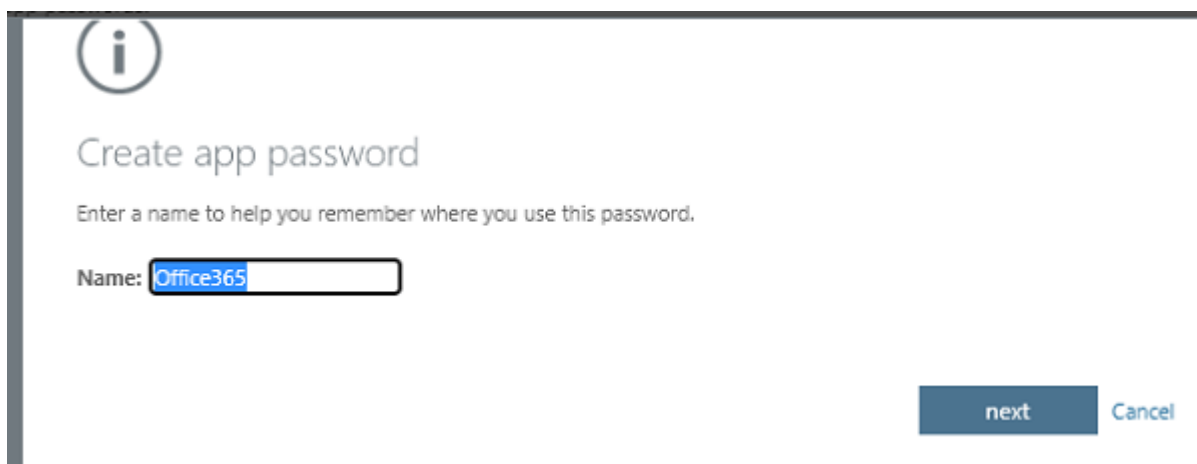 Create app password
Enter a name to help you remember where you use this password.
Name: Office365
next Cancel